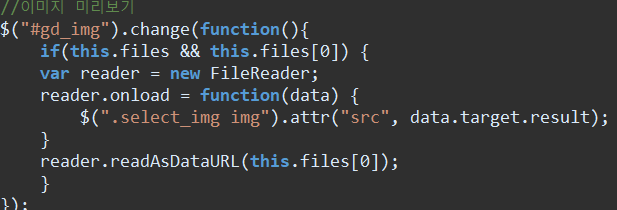 //이미지 미리보기
$("#gd_img").change(function(){
    if(this.files && this.files[0]) {
    var reader = new FileReader;
    reader.onload = function(data) {
        $(".select_img img").attr("src", data.target.result);
    }
    reader.readAsDataURL(this.files[0]);
    }
});